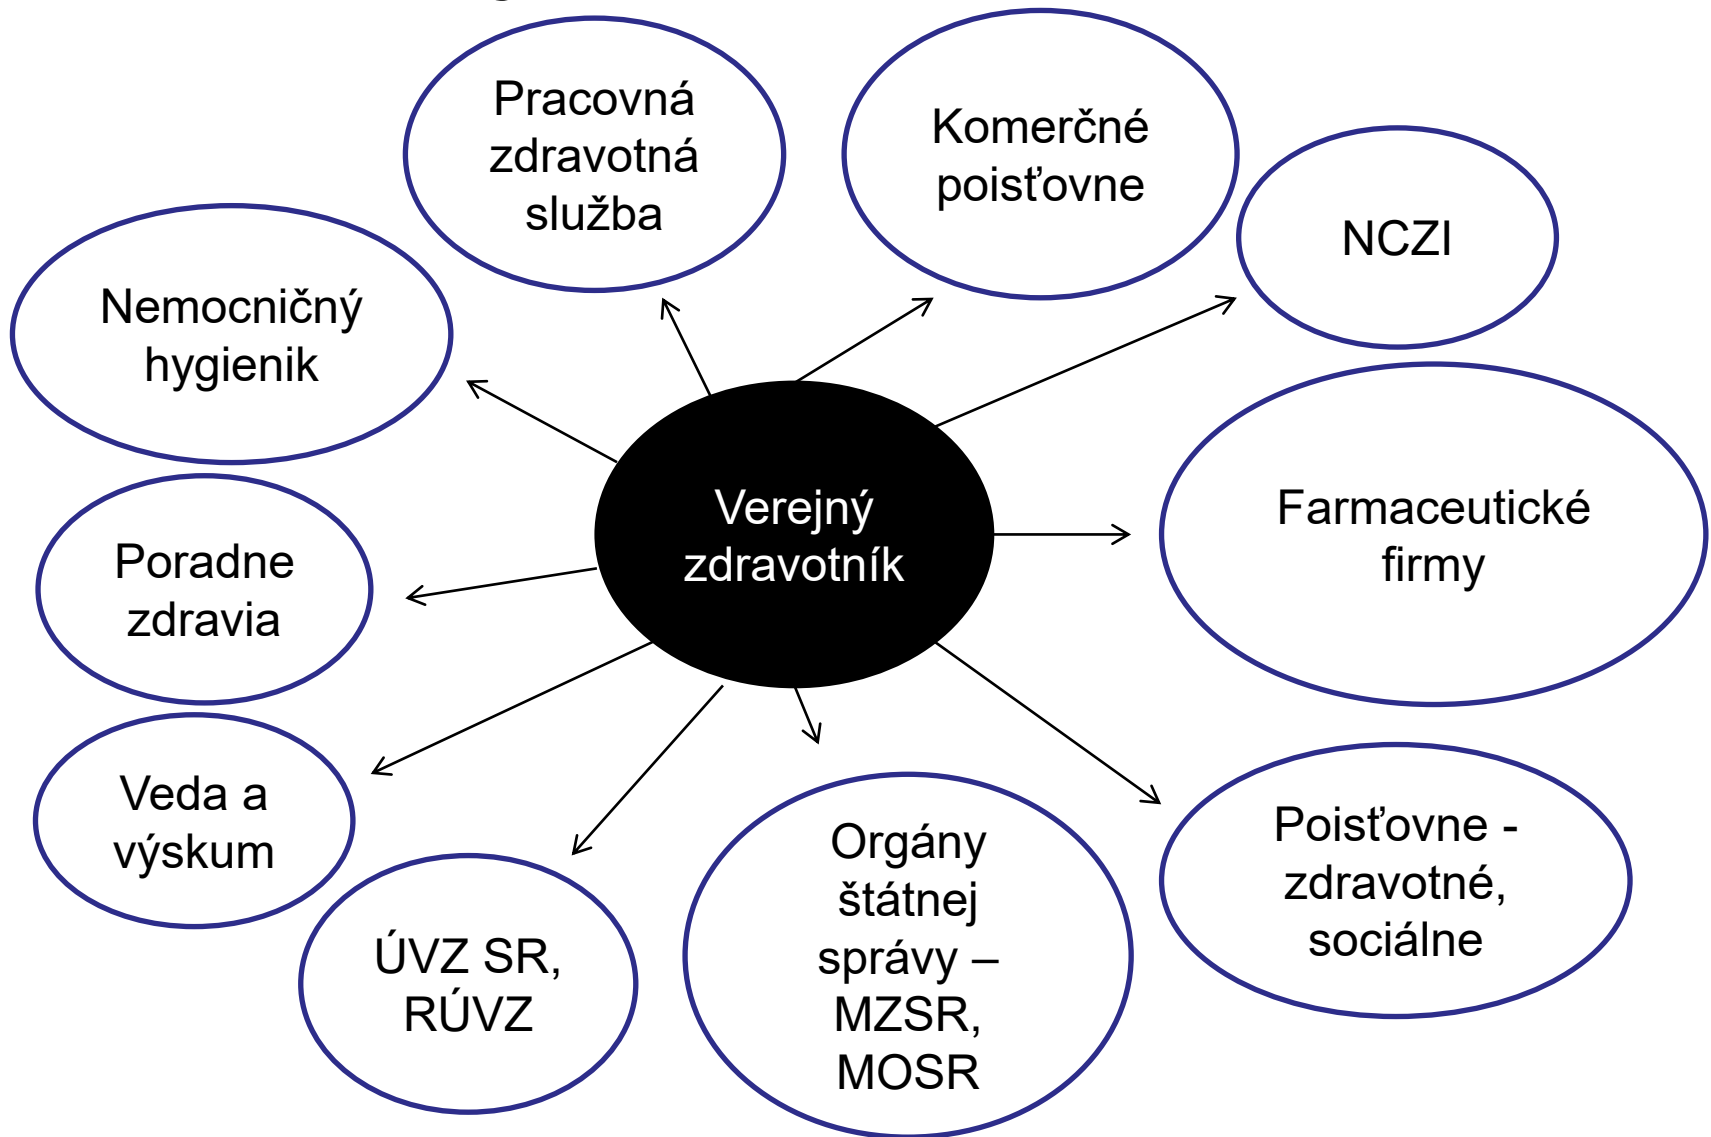 Pracovná
zdravotná
služba
Komerčné
poisťovne
NCZI
Nemocničný
hygienik
Verejný
zdravotník
Farmaceutické
firmy
Poradne
zdravia
Veda a
výskum
ÚVZ SR,
RÚVZ
Orgány
štátnej
správy –
MZSR,
MOSR
Poisťovne -
zdravotné,
sociálne